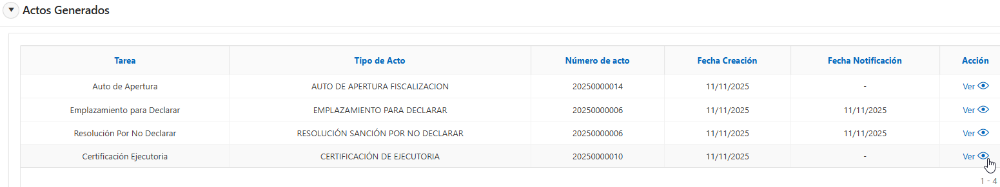 Actos Generados
Tarea Tipo de Acto Número de acto Fecha Creación Fecha Notificación Acción
Auto de Apertura AUTO DE APERTURA FISCALIZACION 20250000014 11/11/2025 - Ver
Emplazamiento para Declarar EMPLAZAMIENTO PARA DECLARAR 20250000006 11/11/2025 11/11/2025 Ver
Resolución Por No Declarar RESOLUCIÓN SANCIÓN POR NO DECLARAR 20250000006 11/11/2025 11/11/2025 Ver
Certificación Ejecutoria CERTIFICACIÓN DE EJECUTORIA 20250000010 11/11/2025 - Ver
1 - 4